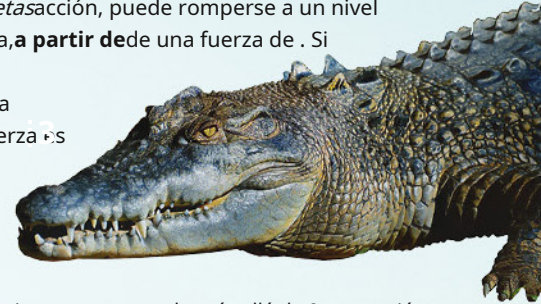 etasacción, puede romperse a un nivel
a,a partir dede una fuerza de . Si
a
erza es